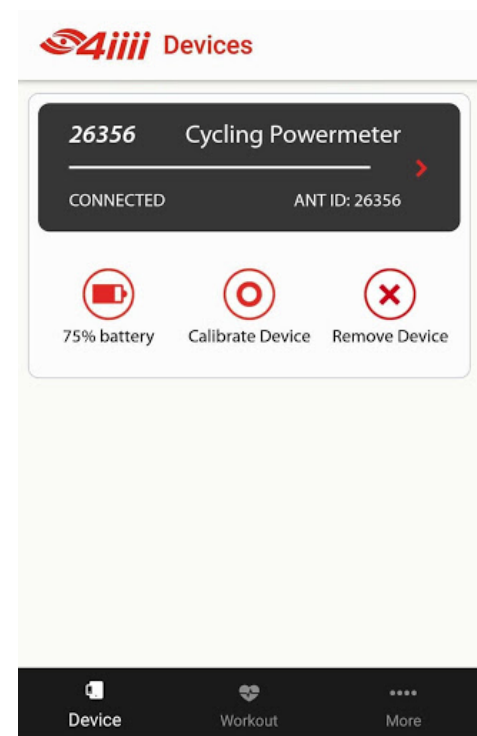 4iiii Devices
26356 Cycling Powermeter
CONNECTED ANT ID: 26356
75% battery Calibrate Device Remove Device
Device Workout More